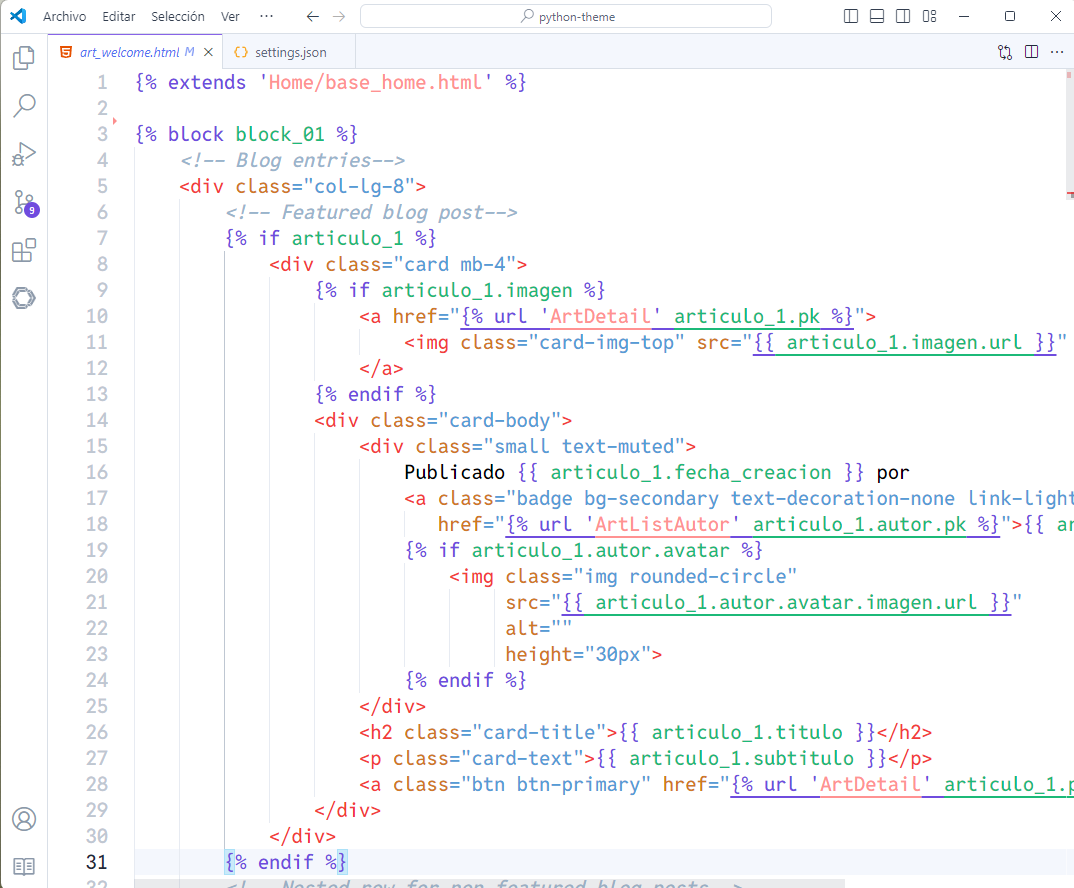 Archivo Editar Selección Ver ··· python-theme
art_welcome.html M settings.json
1 {% extends 'Home/base_home.html' %}
2
3 {% block block_01 %}
4 <!-- Blog entries-->
5 <div class="col-lg-8">
6 <!-- Featured blog post-->
7 {% if articulo_1 %}
8 <div class="card mb-4">
9 {% if articulo_1.imagen %}
10 <a href="{% url 'ArtDetail' articulo_1.pk %}">
11 <img class="card-img-top" src="{{ articulo_1.imagen.url }}"
12 </a>
13 {% endif %}
14 <div class="card-body">
15 <div class="small text-muted">
16 Publicado {{ articulo_1.fecha_creacion }} por
17 <a class="badge bg-secondary text-decoration-none link-light
18 href="{% url 'ArtListAutor' articulo_1.autor.pk %}">{{ ar
19 {% if articulo_1.autor.avatar %}
20 <img class="img rounded-circle"
21 src="{{ articulo_1.autor.avatar.imagen.url }}"
22 alt=""
23 height="30px">
24 {% endif %}
25 </div>
26 <h2 class="card-title">{{ articulo_1.titulo }}</h2>
27 <p class="card-text">{{ articulo_1.subtitulo }}</p>
28 <a class="btn btn-primary" href="{% url 'ArtDetail' articulo_1.p
29 </div>
30 </div>
31 {% endif %}
32 <!-- Nested row for non-featured blog posts-->
9